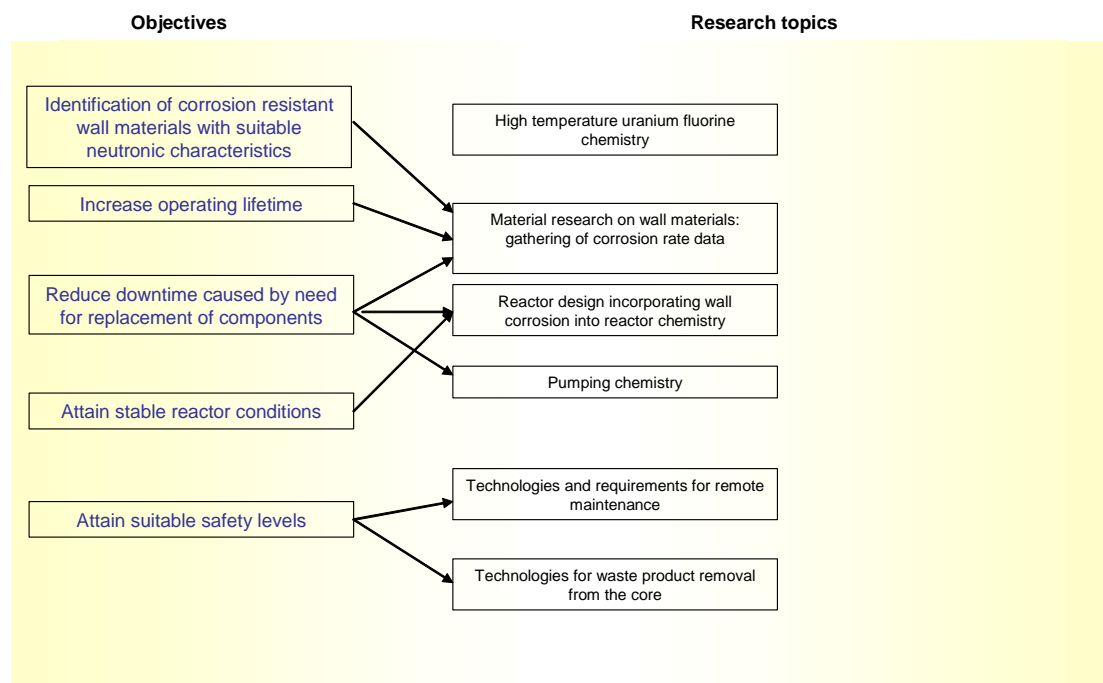 Objectives
Research topics
Identification of corrosion resistant
wall materials with suitable
neutronic characteristics
Increase operating lifetime
Reduce downtime caused by need
for replacement of components
Attain stable reactor conditions
Attain suitable safety levels
High temperature uranium fluorine
chemistry
Material research on wall materials:
gathering of corrosion rate data
Reactor design incorporating wall
corrosion into reactor chemistry
Pumping chemistry
Technologies and requirements for remote
maintenance
Technologies for waste product removal
from the core